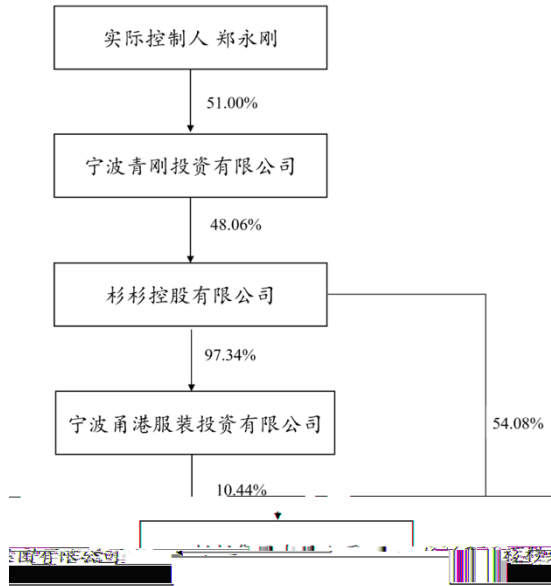 实际控制人 郑永刚
51.00%
宁波青刚投资有限公司
48.06%
杉杉控股有限公司
97.34%
宁波甬港服装投资有限公司
54.08%
10.44%